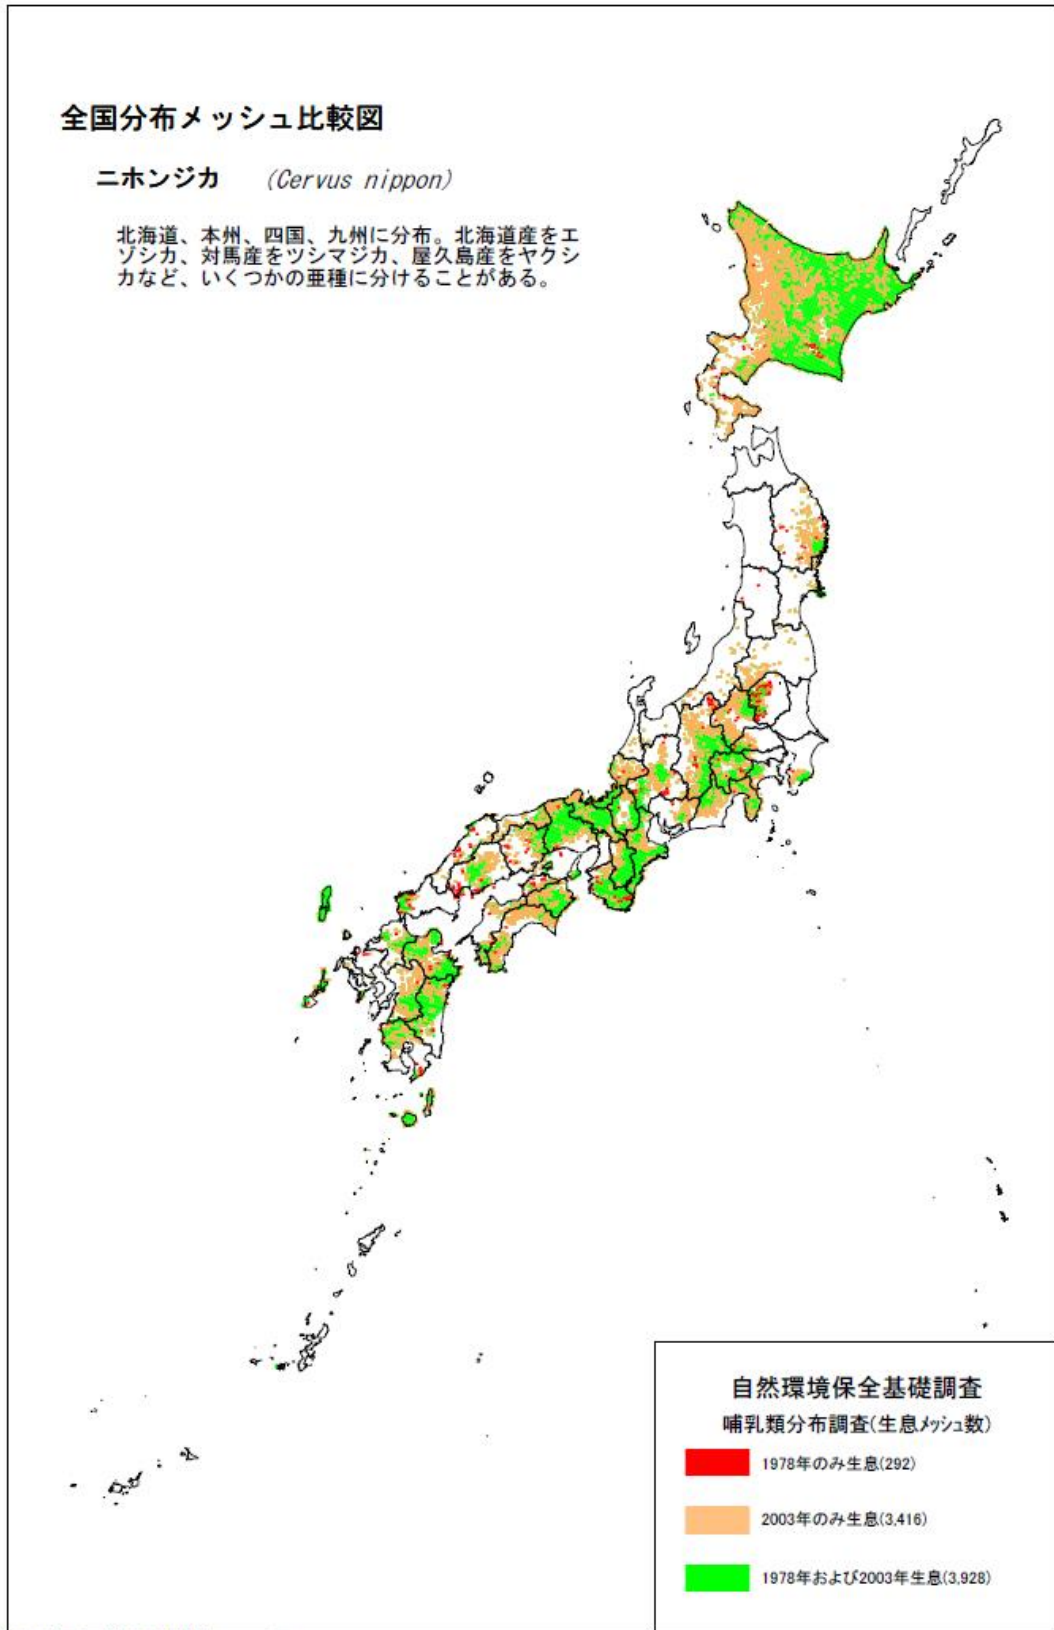 全国分布メッシュ比較図
ニホンジカ (Cervus nippon)
北海道、本州、四国、九州に分布。北海道産をエ
ゾシカ、対馬産をツシマジカ、屋久島産をヤクシ
カなど、いくつかの亜種に分けることがある。
自然環境保全基礎調査
哺乳類分布調査(生息メッシュ数)
1978年のみ生息(292)
2003年のみ生息(3,416)
1978年および2003年生息(3,928)